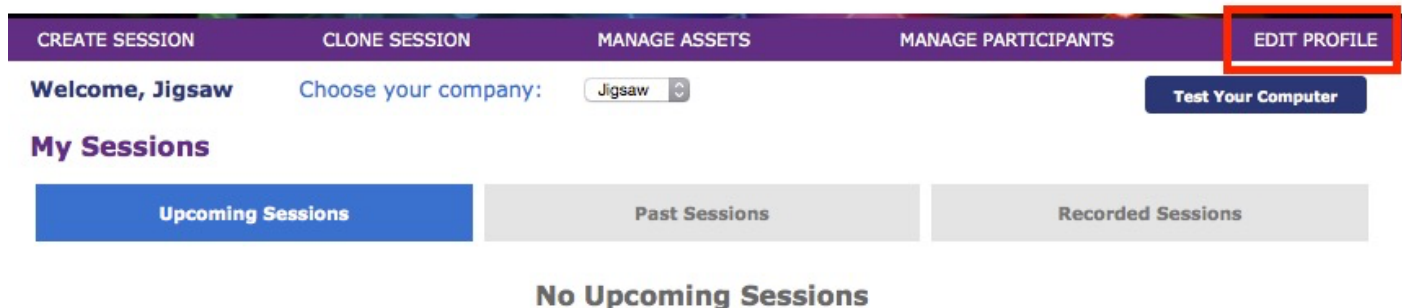 CREATE SESSION CLONE SESSION MANAGE ASSETS MANAGE PARTICIPANTS EDIT PROFILE
Welcome, Jigsaw Choose your company: Jigsaw Test Your Computer
My Sessions
Upcoming Sessions Past Sessions Recorded Sessions
No Upcoming Sessions